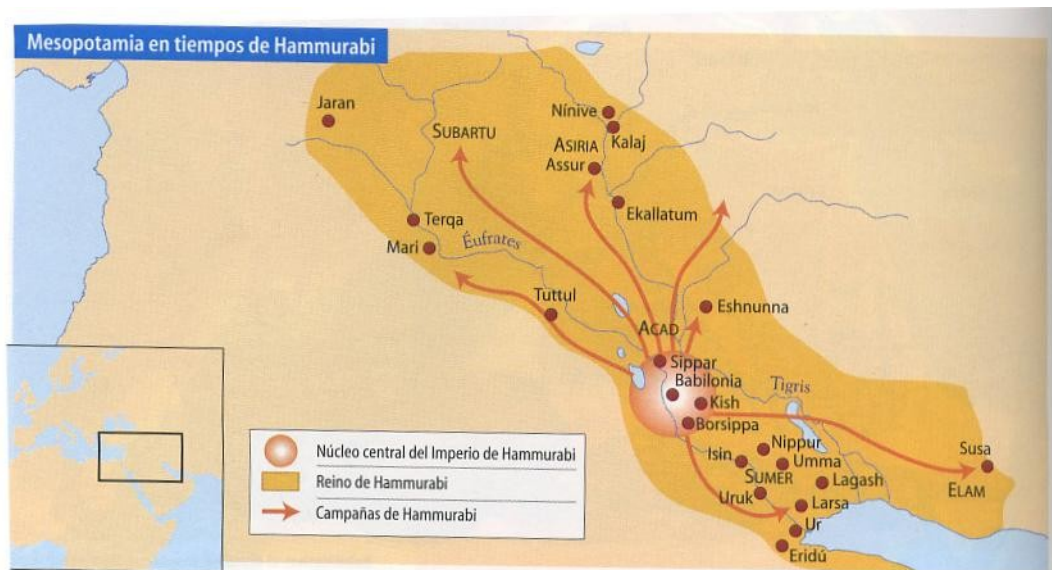 Mesopotamia en tiempos de Hammurabi
Jaran
SUBARTU
Nínive
Kalaj
ASIRIA
Assur
Ekallatum
Terqa
Mari
Éufrates
Tuttul
Eshnunna
ACAD
Sippar
Babilonia
Tigris
Kish
Borsippa
Nippur
Isin
Umma
SUMER
Lagash
Uruk
Larsa
Ur
Eridú
Susa
ELAM
Núcleo central del Imperio de Hammurabi
Reino de Hammurabi
Campañas de Hammurabi